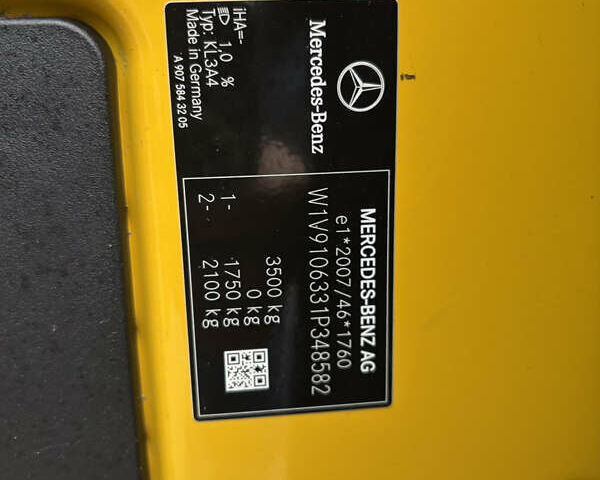 Mercedes-Benz
iHA=-
1,0 %
Typ: KL3A4
Made in Germany
A 907 584 32 05
MERCEDES-BENZ AG
e1*2007/46*1760
W1V9106331P348582
3500 kg
0 kg
1- 1750 kg
2- 2100 kg